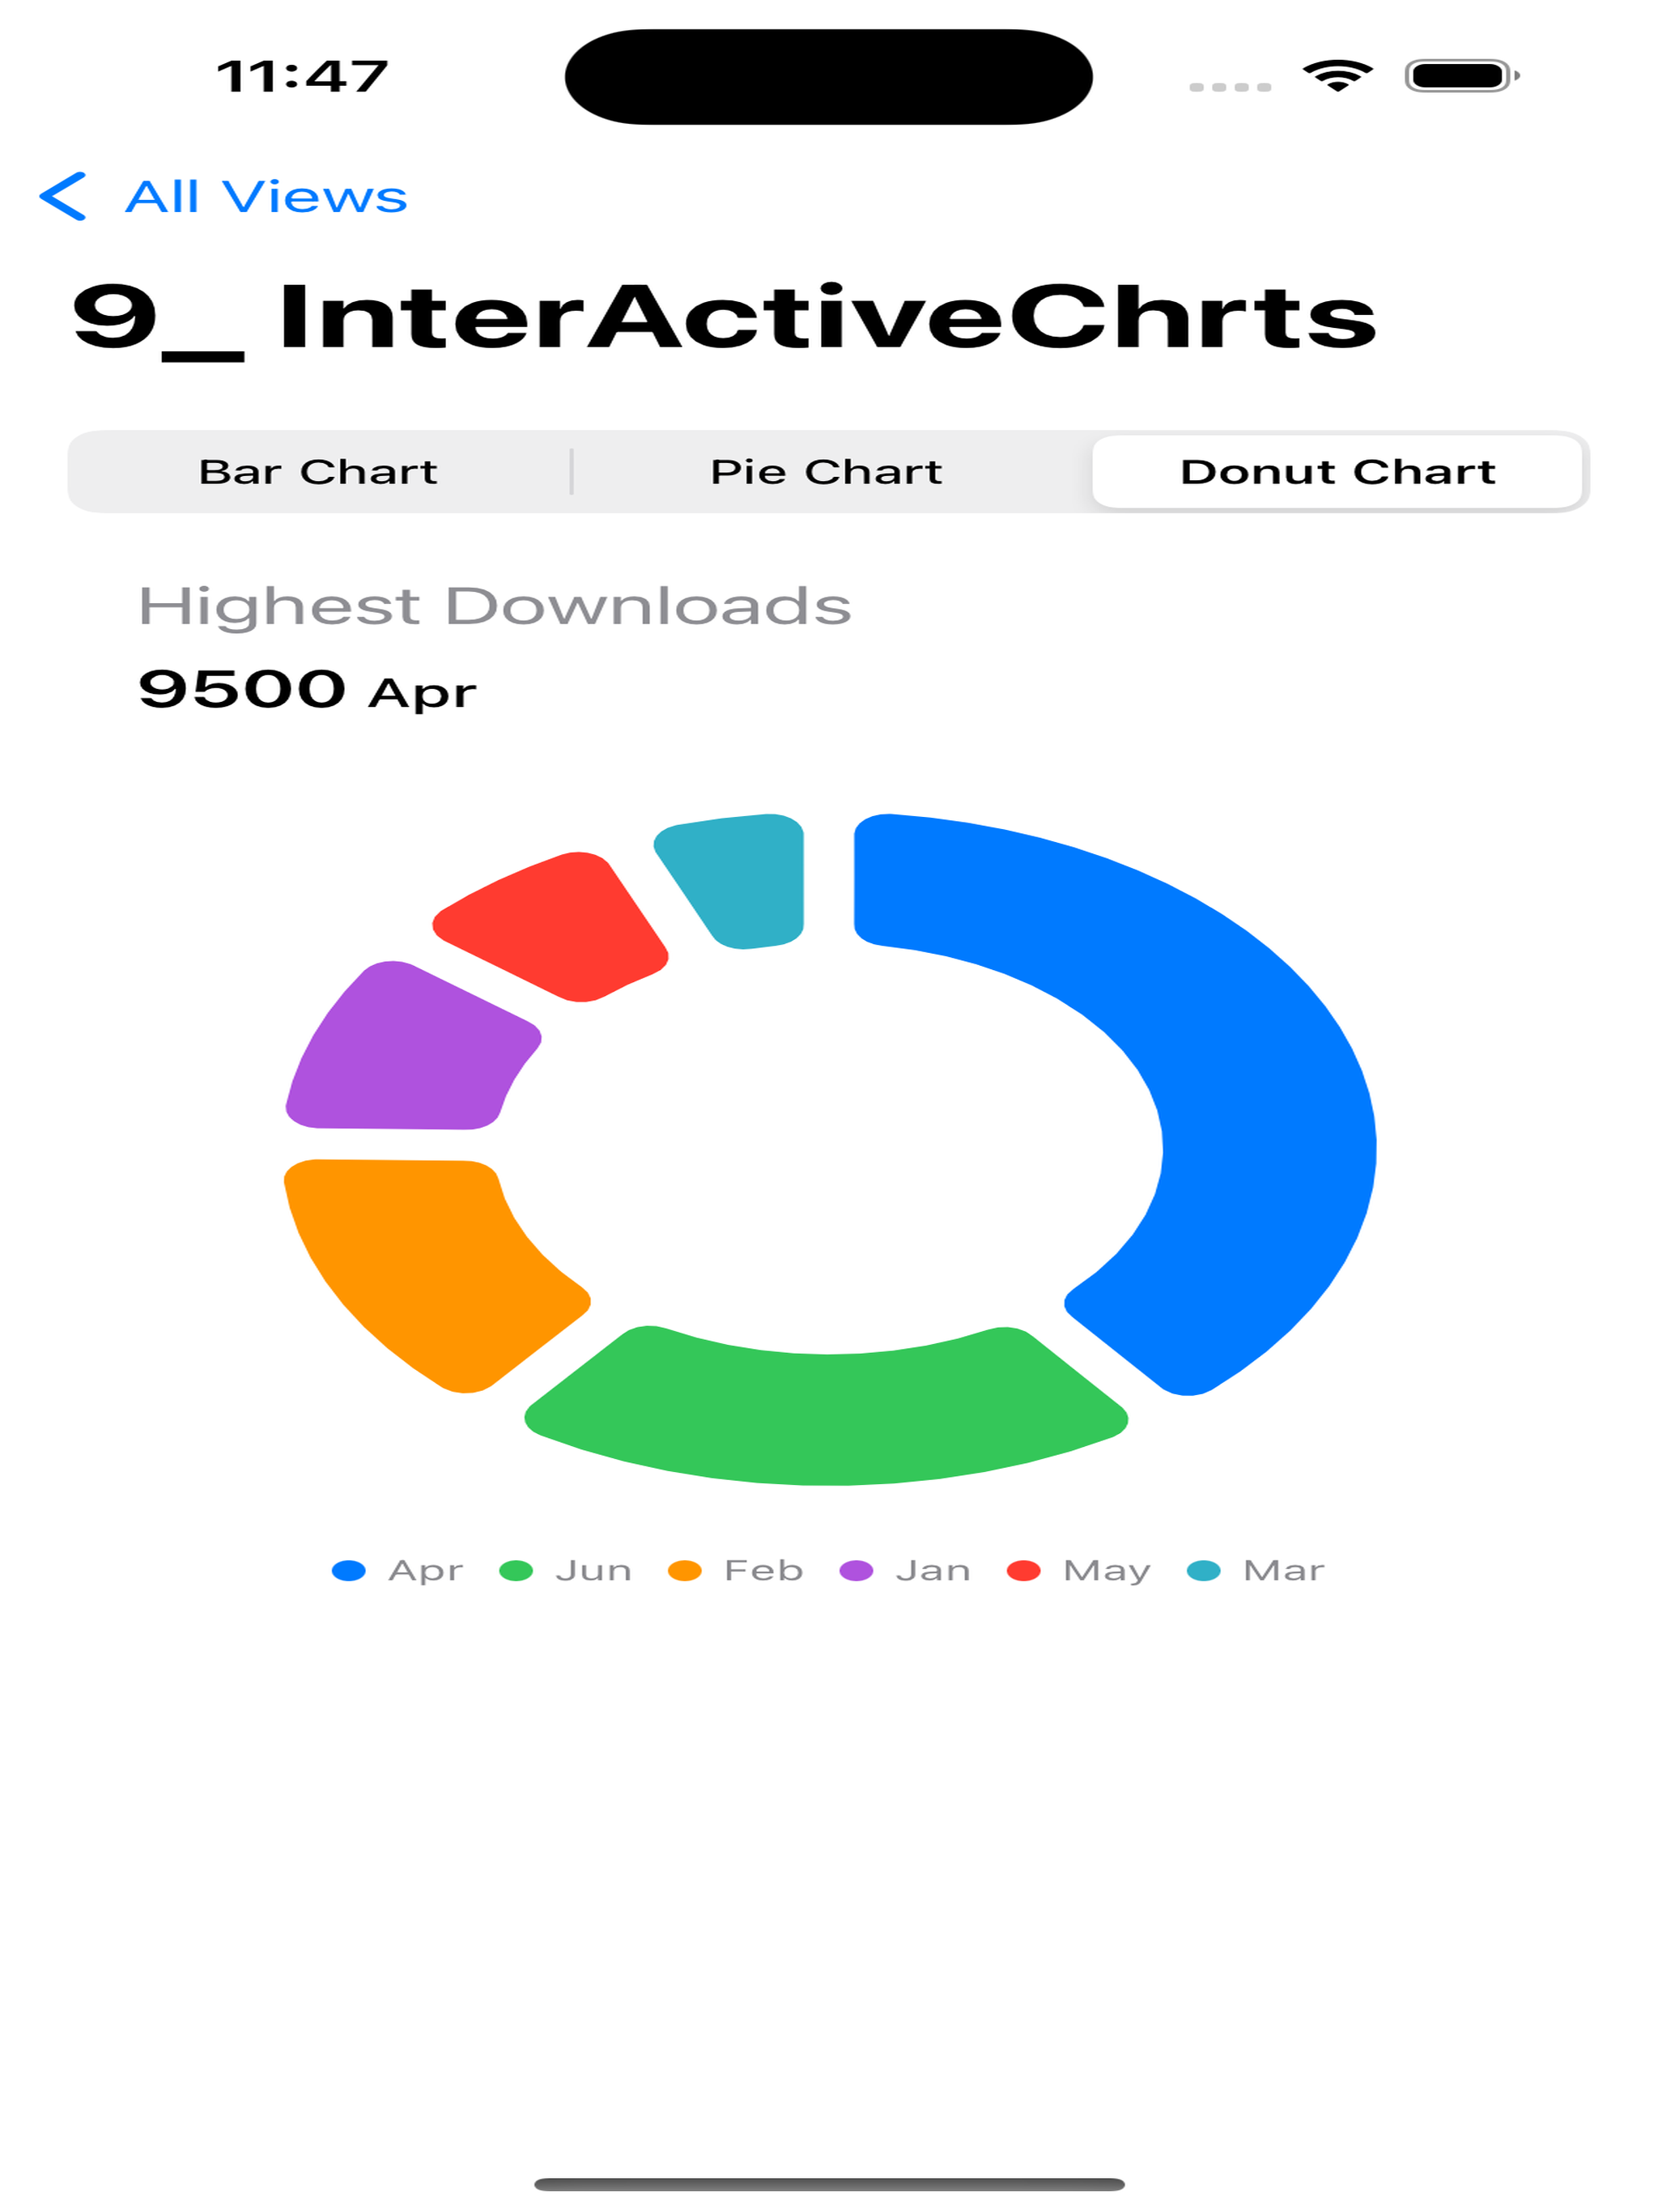 11:47
All Views
9_ InterActiveChrts
Bar Chart Pie Chart Donut Chart
Highest Downloads
9500 Apr
Apr Jun Feb Jan May Mar